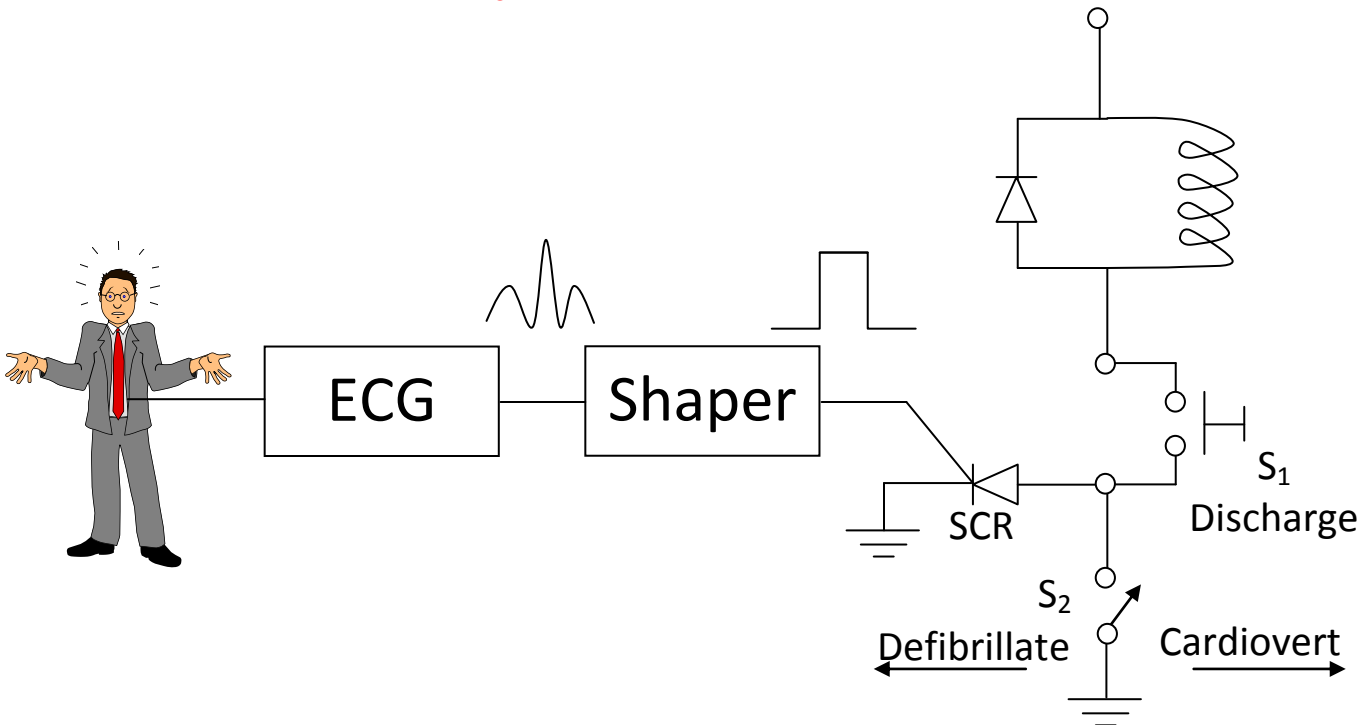 ECG
Shaper
SCR
S₁
Discharge
S₂
Defibrillate
Cardiovert